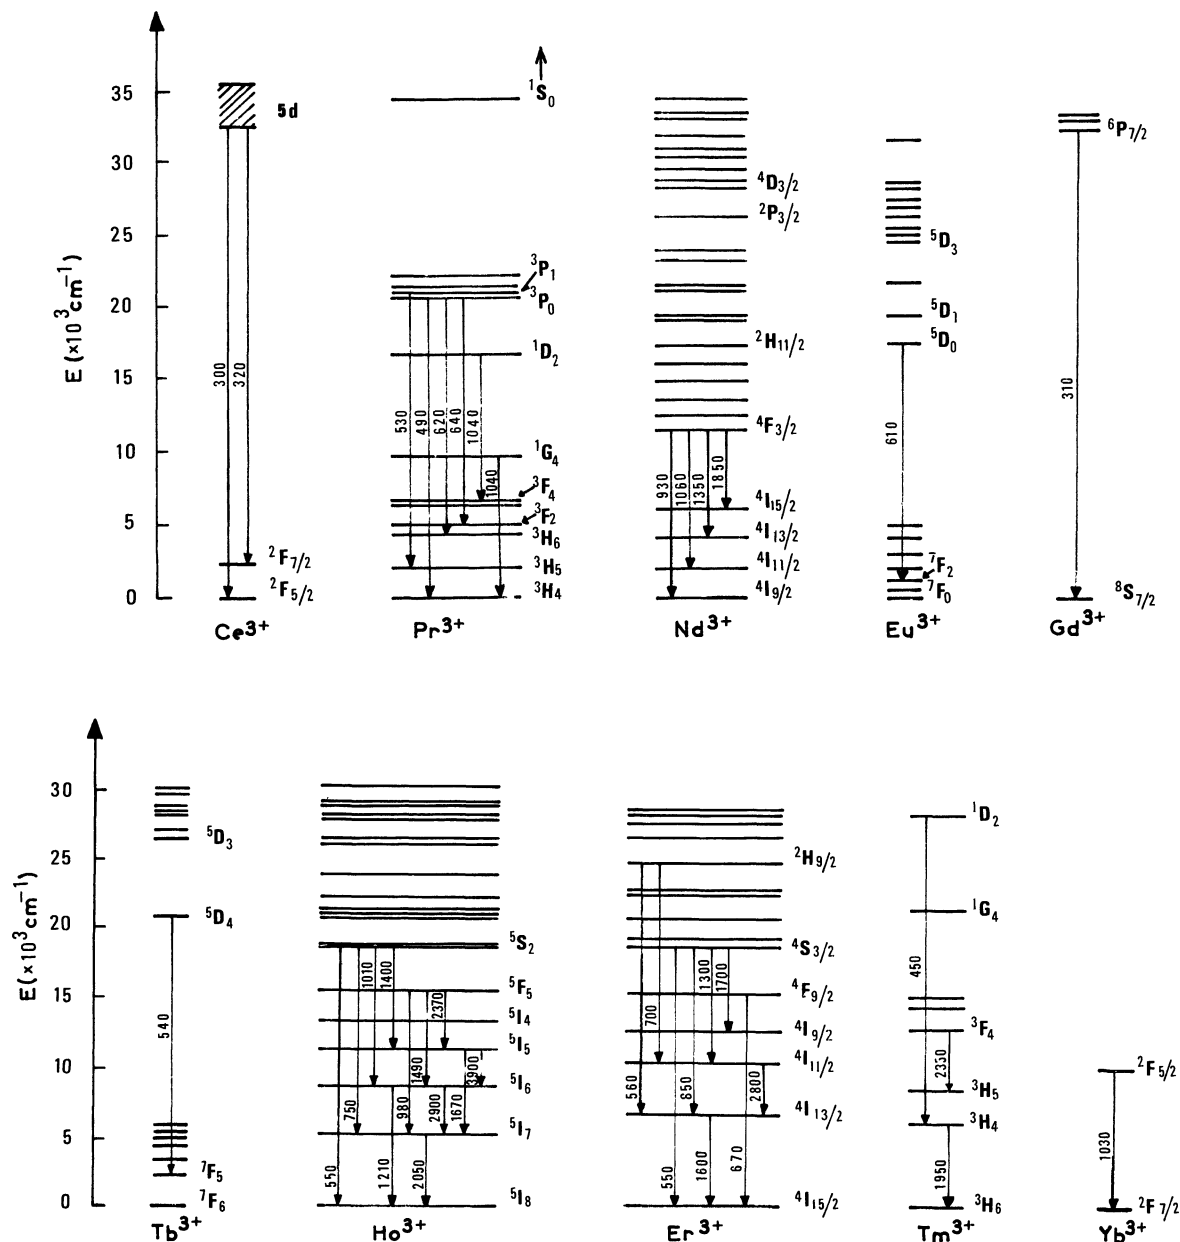 E (×10³ cm⁻¹)
35
30
25
20
15
10
5
0
5d
300
320
²F₇/₂
²F₅/₂
Ce³⁺
¹S₀
³P₁
³P₀
¹D₂
530
490
620
640
1040
¹G₄
1040
³F₄
³F₂
³H₆
³H₅
³H₄
Pr³⁺
⁴D₃/₂
²P₃/₂
²H₁₁/₂
⁴F₃/₂
930
1060
1350
1850
⁴I₁₅/₂
⁴I₁₃/₂
⁴I₁₁/₂
⁴I₉/₂
Nd³⁺
⁵D₃
⁵D₁
⁵D₀
610
⁷F₂
⁷F₀
Eu³⁺
⁶P₇/₂
310
⁸S₇/₂
Gd³⁺
E (×10³ cm⁻¹)
30
25
20
15
10
5
0
⁵D₃
⁵D₄
540
⁷F₅
⁷F₆
Tb³⁺
⁵S₂
1010
1400
⁵F₅
2370
⁵I₄
⁵I₅
1490
3900
⁵I₆
750
980
2900
1670
⁵I₇
550
1210
2050
⁵I₈
Ho³⁺
²H₉/₂
⁴S₃/₂
1300
1700
⁴F₉/₂
700
⁴I₉/₂
⁴I₁₁/₂
560
850
2800
⁴I₁₃/₂
550
1600
670
⁴I₁₅/₂
Er³⁺
¹D₂
¹G₄
450
³F₄
2350
³H₅
³H₄
1950
³H₆
Tm³⁺
²F₅/₂
1030
²F₇/₂
Yb³⁺